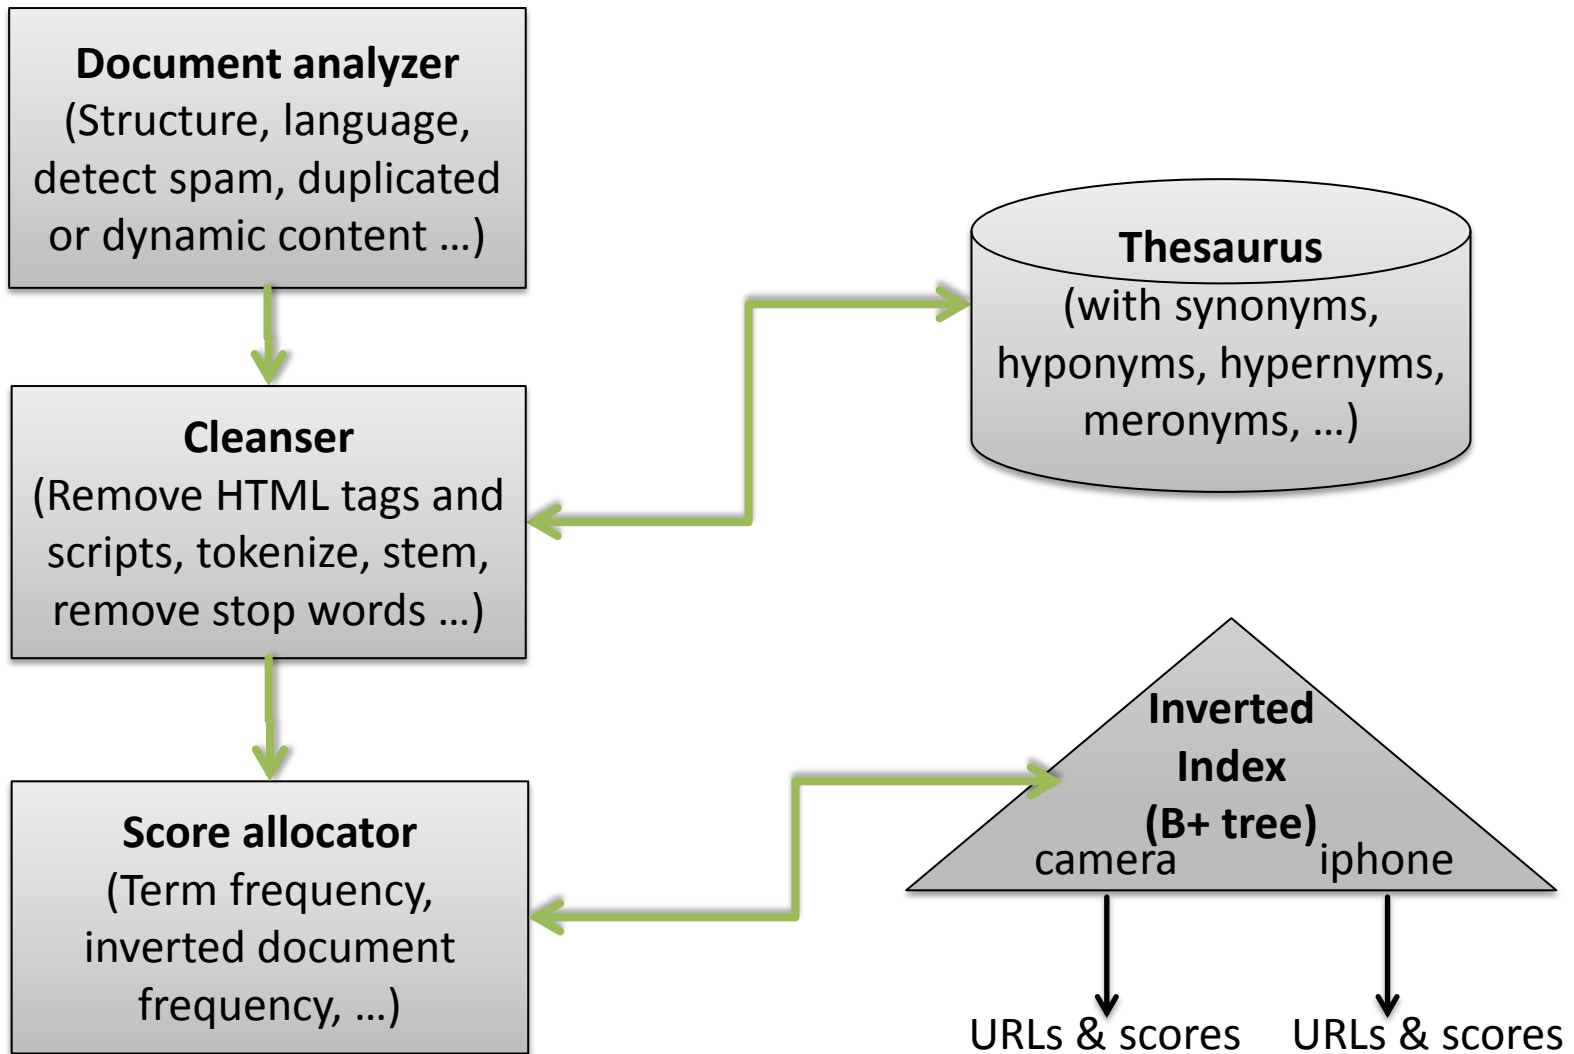 Document analyzer
(Structure, language,
detect spam, duplicated
or dynamic content …)
Cleanser
(Remove HTML tags and
scripts, tokenize, stem,
remove stop words …)
Score allocator
(Term frequency,
inverted document
frequency, …)
Thesaurus
(with synonyms,
hyponyms, hypernyms,
meronyms, …)
Inverted
Index
(B+ tree)
camera iphone
URLs & scores URLs & scores